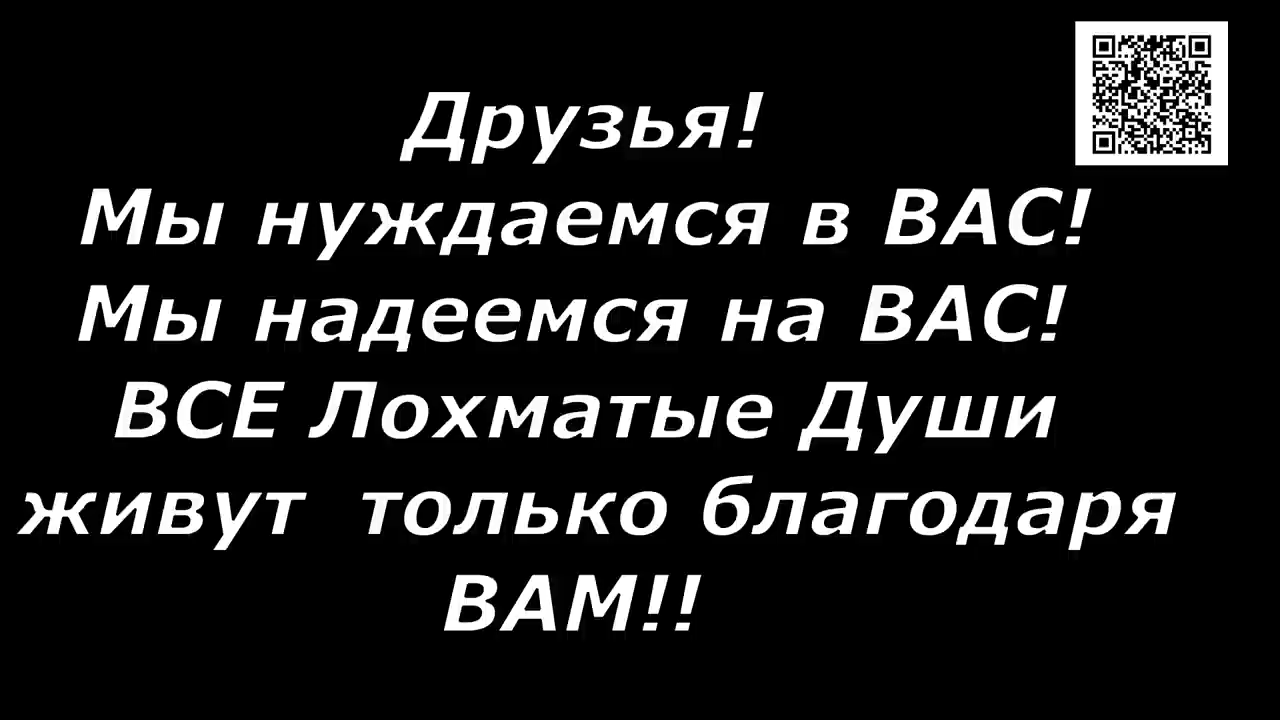 Друзья!
Мы нуждаемся в ВАС!
Мы надеемся на ВАС!
ВСЕ Лохматые Души
живут только благодаря
ВАМ!!